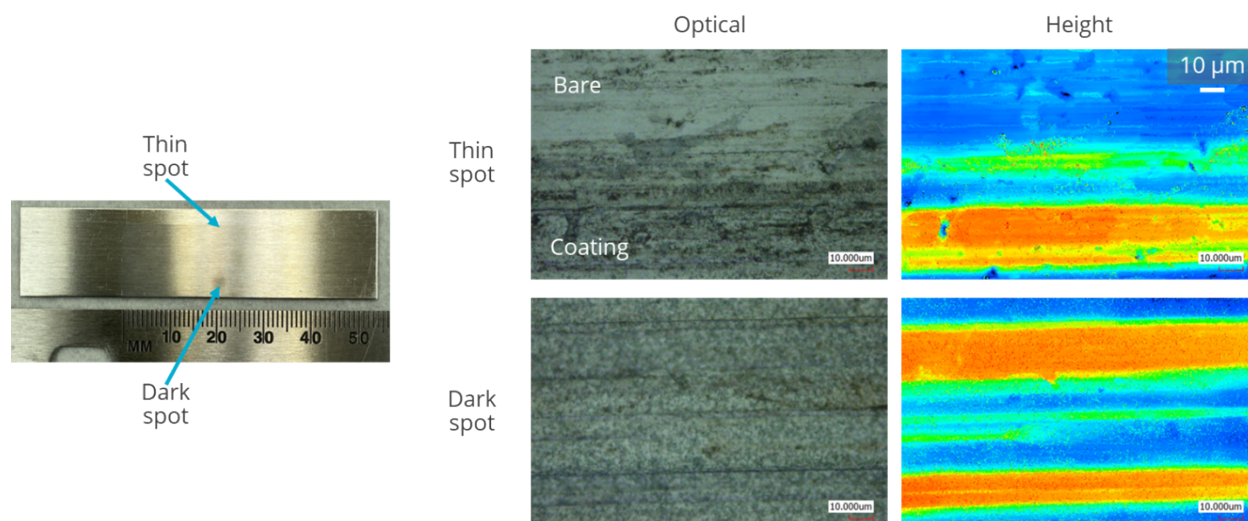 Optical
Height
Bare
10 μm
Thin
spot
Thin
spot
Coating
10.000um
10.000um
MM
10
20
30
40
50
Dark
spot
Dark
spot
10.000um
10.000um